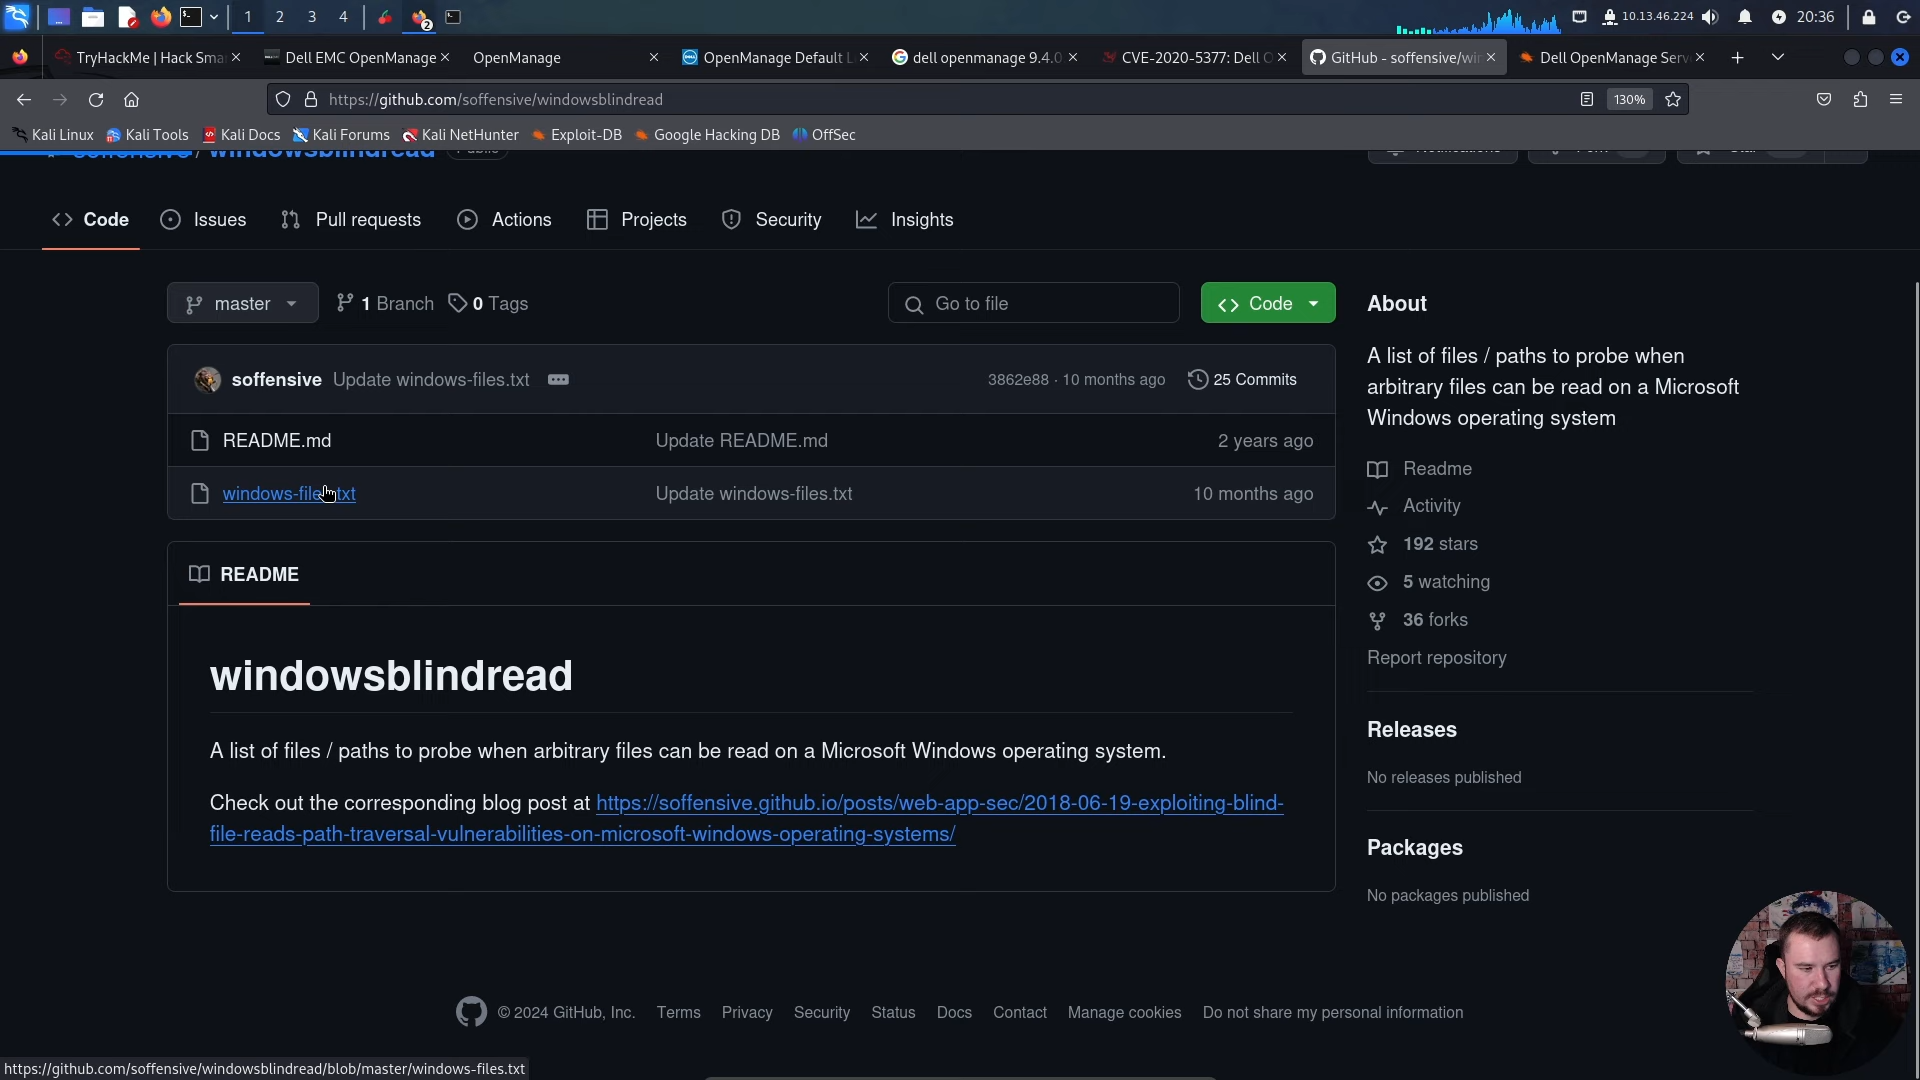 1 2 3 4 2 10.13.46.224 20:36
TryHackMe | Hack Sma Dell EMC OpenManage OpenManage OpenManage Default L dell openmanage 9.4.0 CVE-2020-5377: Dell O GitHub - soffensive/wi Dell OpenManage Serv
https://github.com/soffensive/windowsblindread 130%
Kali Linux Kali Tools Kali Docs Kali Forums Kali NetHunter Exploit-DB Google Hacking DB OffSec
soffensive / windowsblindread Public Notifications Fork Star
Code Issues Pull requests Actions Projects Security Insights
master 1 Branch 0 Tags Go to file Code
soffensive Update windows-files.txt 3862e88 · 10 months ago 25 Commits
README.md Update README.md 2 years ago
windows-files.txt Update windows-files.txt 10 months ago
README
windowsblindread
A list of files / paths to probe when arbitrary files can be read on a Microsoft Windows operating system.
Check out the corresponding blog post at https://soffensive.github.io/posts/web-app-sec/2018-06-19-exploiting-blind-
file-reads-path-traversal-vulnerabilities-on-microsoft-windows-operating-systems/
About
A list of files / paths to probe when
arbitrary files can be read on a Microsoft
Windows operating system
Readme
Activity
192 stars
5 watching
36 forks
Report repository
Releases
No releases published
Packages
No packages published
© 2024 GitHub, Inc. Terms Privacy Security Status Docs Contact Manage cookies Do not share my personal information
https://github.com/soffensive/windowsblindread/blob/master/windows-files.txt